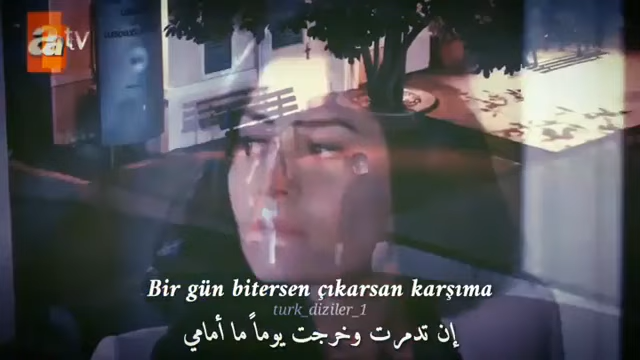 atv
Bir gün bitersen çıkarsan karşıma
turk_diziler_1
إن تدمرت وخرجت يوماً ما أمامي